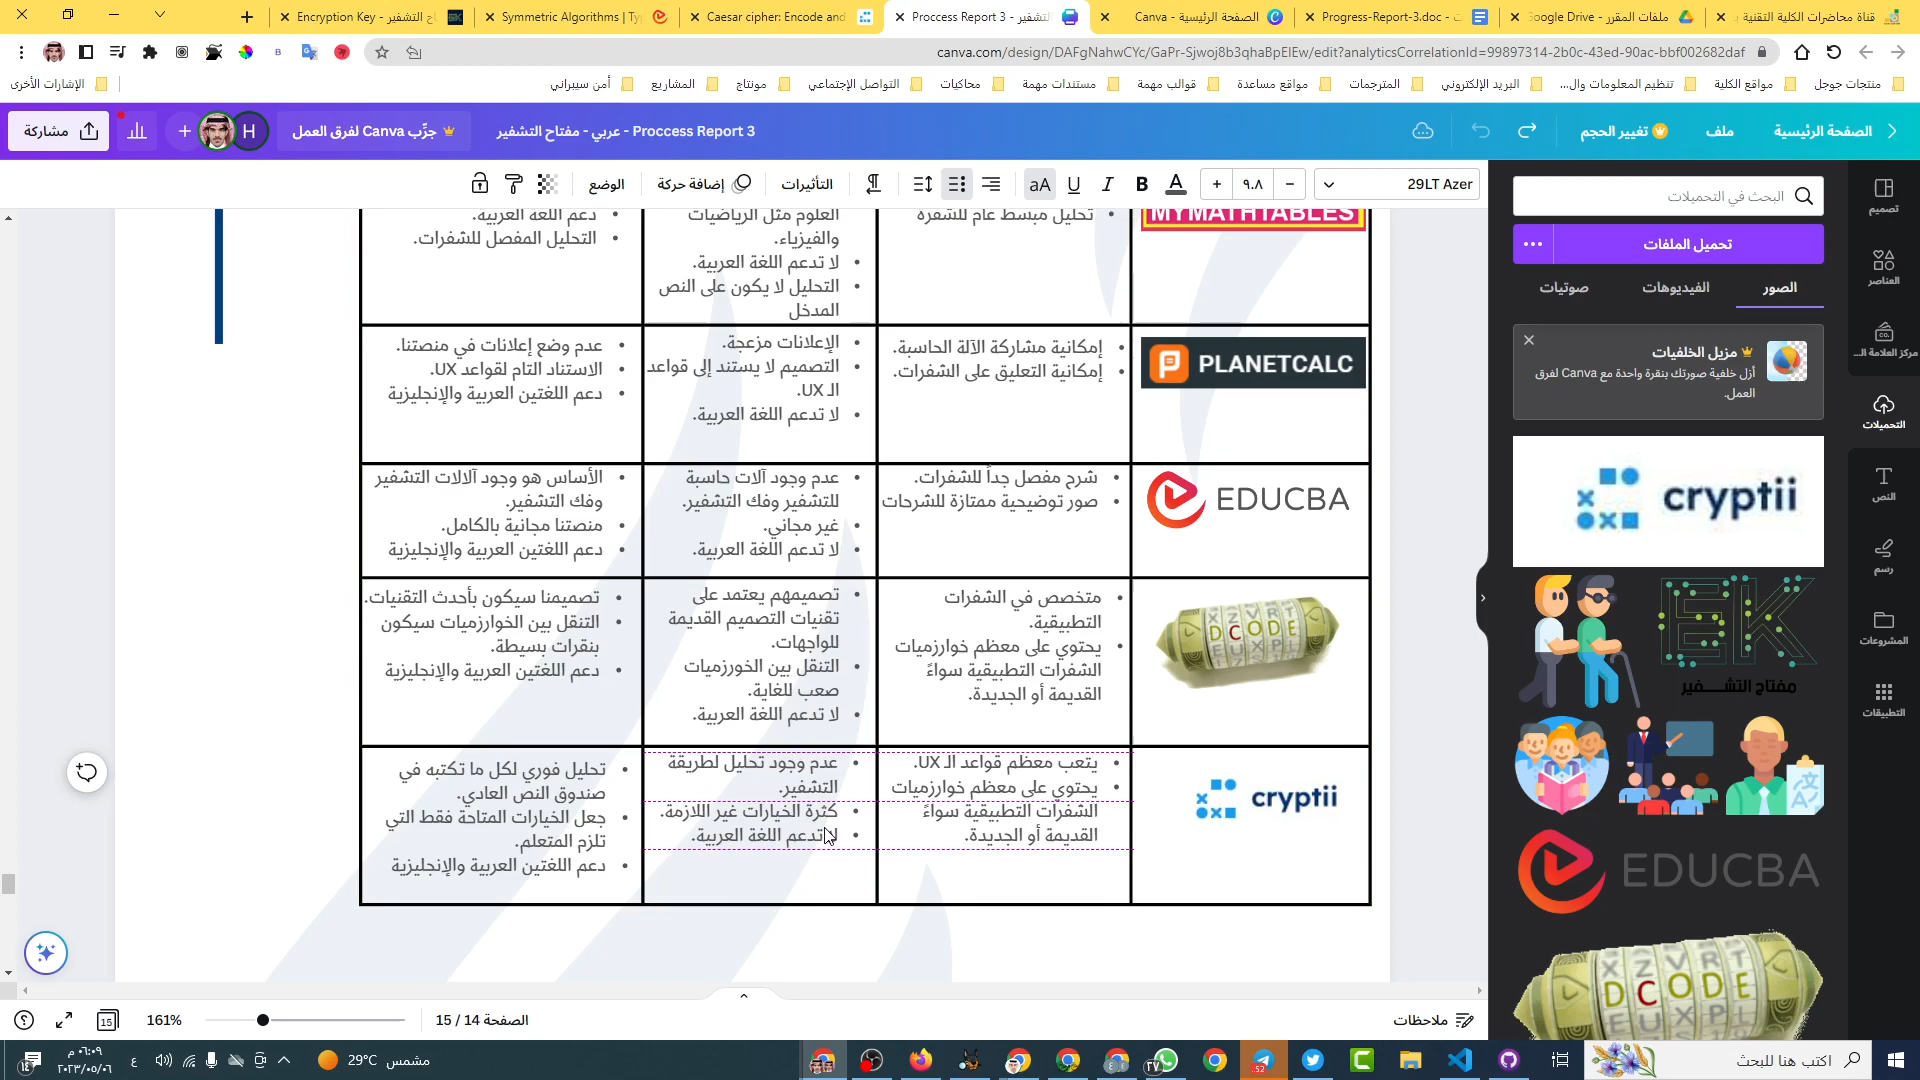 قناة محاضرات الكلية التقنية ب
ملفات المقرر - Google Drive
Progress-Report-3.doc - ت
الصفحة الرئيسية - Canva
Proccess Report 3 - التشفير
Caesar cipher: Encode and
Symmetric Algorithms | Ty
Encryption Key - اح التشفير
canva.com/design/DAFgNahwCYc/GaPr-Sjwoj8b3qhaBpEIEw/edit?analyticsCorrelationId=99897314-2b0c-43ed-90ac-bbf002682daf
منتجات جوجل
مواقع الكلية
تنظيم المعلومات وال...
البريد الإلكتروني
المترجمات
مواقع مساعدة
قوالب مهمة
مستندات مهمة
محاكيات
التواصل الإجتماعي
مونتاج
المشاريع
أمن سيبراني
الإشارات الأخرى
الصفحة الرئيسية
ملف
تغيير الحجم
Proccess Report 3 - عربي - مفتاح التشفير
جرِّب Canva لفرق العمل
H
مشاركة
29LT Azer
٩.٨
aA
التأثيرات
إضافة حركة
الوضع
MYMATHTABLES
تحليل مبسط عام للشفرة
العلوم مثل الرياضيات
والفيزياء.
لا تدعم اللغة العربية.
التحليل لا يكون على النص
المدخل
دعم اللغة العربية.
التحليل المفصل للشفرات.
PLANETCALC
إمكانية مشاركة الآلة الحاسبة.
إمكانية التعليق على الشفرات.
الإعلانات مزعجة.
التصميم لا يستند إلى قواعد
الـ UX.
لا تدعم اللغة العربية.
عدم وضع إعلانات في منصتنا.
الاستناد التام لقواعد UX.
دعم اللغتين العربية والإنجليزية
EDUCBA
شرح مفصل جداً للشفرات.
صور توضيحية ممتازة للشرحات
عدم وجود آلات حاسبة
للتشفير وفك التشفير.
غير مجاني.
لا تدعم اللغة العربية.
الأساس هو وجود آلالات التشفير
وفك التشفير.
منصتنا مجانية بالكامل.
دعم اللغتين العربية والإنجليزية
DCODE
متخصص في الشفرات
التطبيقية.
يحتوي على معظم خوارزميات
الشفرات التطبيقية سواءً
القديمة أو الجديدة.
تصميهم يعتمد على
تقنيات التصميم القديمة
للواجهات.
التنقل بين الخورزميات
صعب للغاية.
لا تدعم اللغة العربية.
تصميمنا سيكون بأحدث التقنيات.
التنقل بين الخوارزميات سيكون
بنقرات بسيطة.
دعم اللغتين العربية والإنجليزية
cryptii
يتعب معظم قواعد الـ UX.
يحتوي على معظم خوارزميات
الشفرات التطبيقية سواءً
القديمة أو الجديدة.
عدم وجود تحليل لطريقة
التشفير.
كثرة الخيارات غير اللازمة.
لا تدعم اللغة العربية.
تحليل فوري لكل ما تكتبه في
صندوق النص العادي.
جعل الخيارات المتاحة فقط التي
تلزم المتعلم.
دعم اللغتين العربية والإنجليزية
البحث في التحميلات
تحميل الملفات
الصور
الفيديوهات
صوتيات
مزيل الخلفيات
أزل خلفية صورتك بنقرة واحدة مع Canva لفرق
العمل.
cryptii
مفتاح التشـــفير
EDUCBA
DCODE
تصميم
العناصر
مركز العلامة الـ...
التحميلات
النص
رسم
المشروعات
التطبيقات
ملاحظات
الصفحة 14 / 15
161%
15
اكتب هنا للبحث
29°C مشمس
ع
٠٦:٠٩ م
٢٠٢٣/٠٥/٠٦